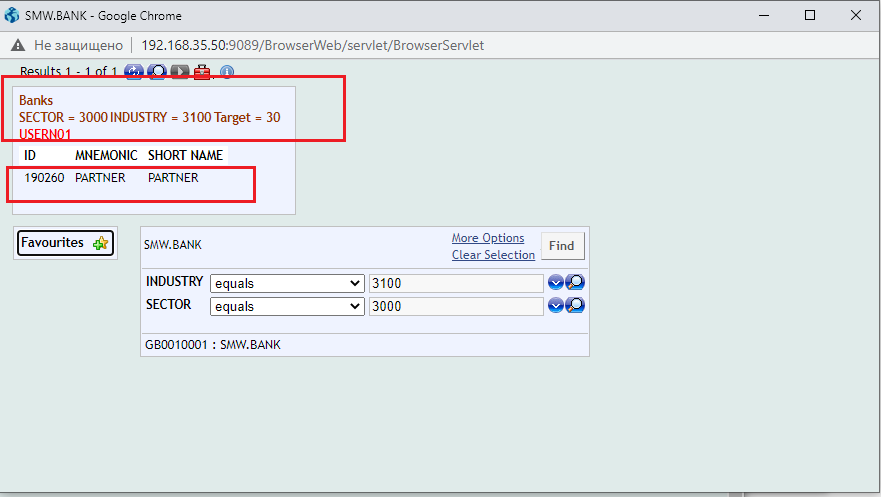 SMW.BANK - Google Chrome
Не защищено 192.168.35.50:9089/BrowserWeb/servlet/BrowserServlet
Results 1 - 1 of 1
Banks
SECTOR = 3000 INDUSTRY = 3100 Target = 30
USERN01
ID MNEMONIC SHORT NAME
190260 PARTNER PARTNER
Favourites
SMW.BANK More Options Find
Clear Selection
INDUSTRY equals 3100
SECTOR equals 3000
GB0010001 : SMW.BANK